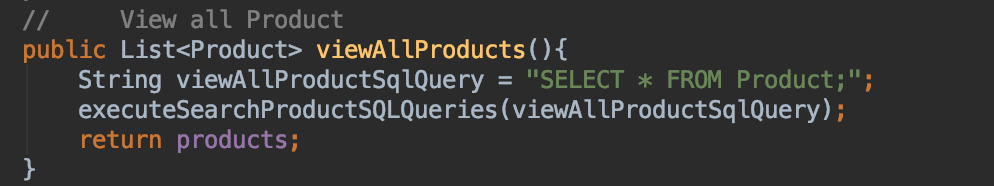 //     View all Product
public List<Product> viewAllProducts(){
    String viewAllProductSqlQuery = "SELECT * FROM Product;";
    executeSearchProductSQLQueries(viewAllProductSqlQuery);
    return products;
}